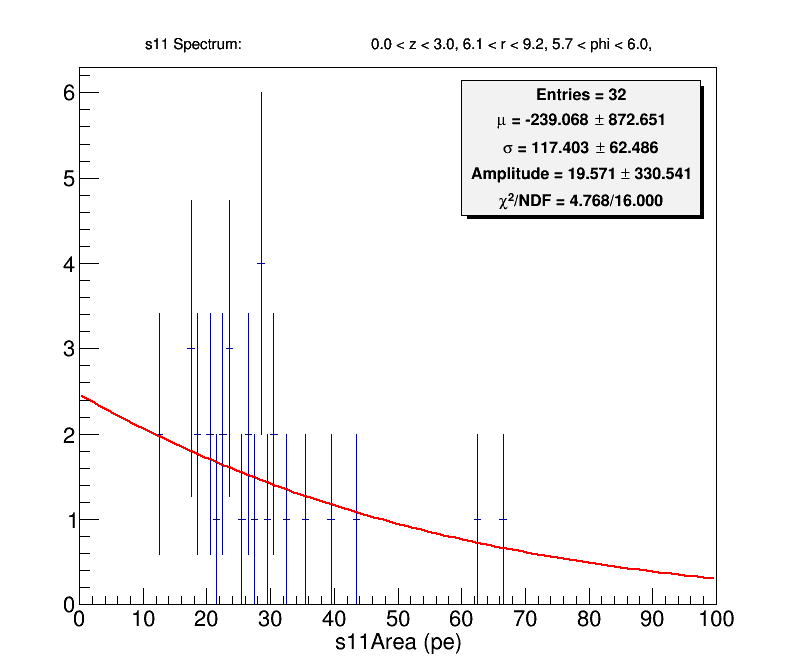 s11 Spectrum: 0.0 < z < 3.0, 6.1 < r < 9.2, 5.7 < phi < 6.0,
Entries = 32
μ = -239.068 ± 872.651
σ = 117.403 ± 62.486
Amplitude = 19.571 ± 330.541
χ²/NDF = 4.768/16.000
6
5
4
3
2
1
0
0 10 20 30 40 50 60 70 80 90 100
s11Area (pe)